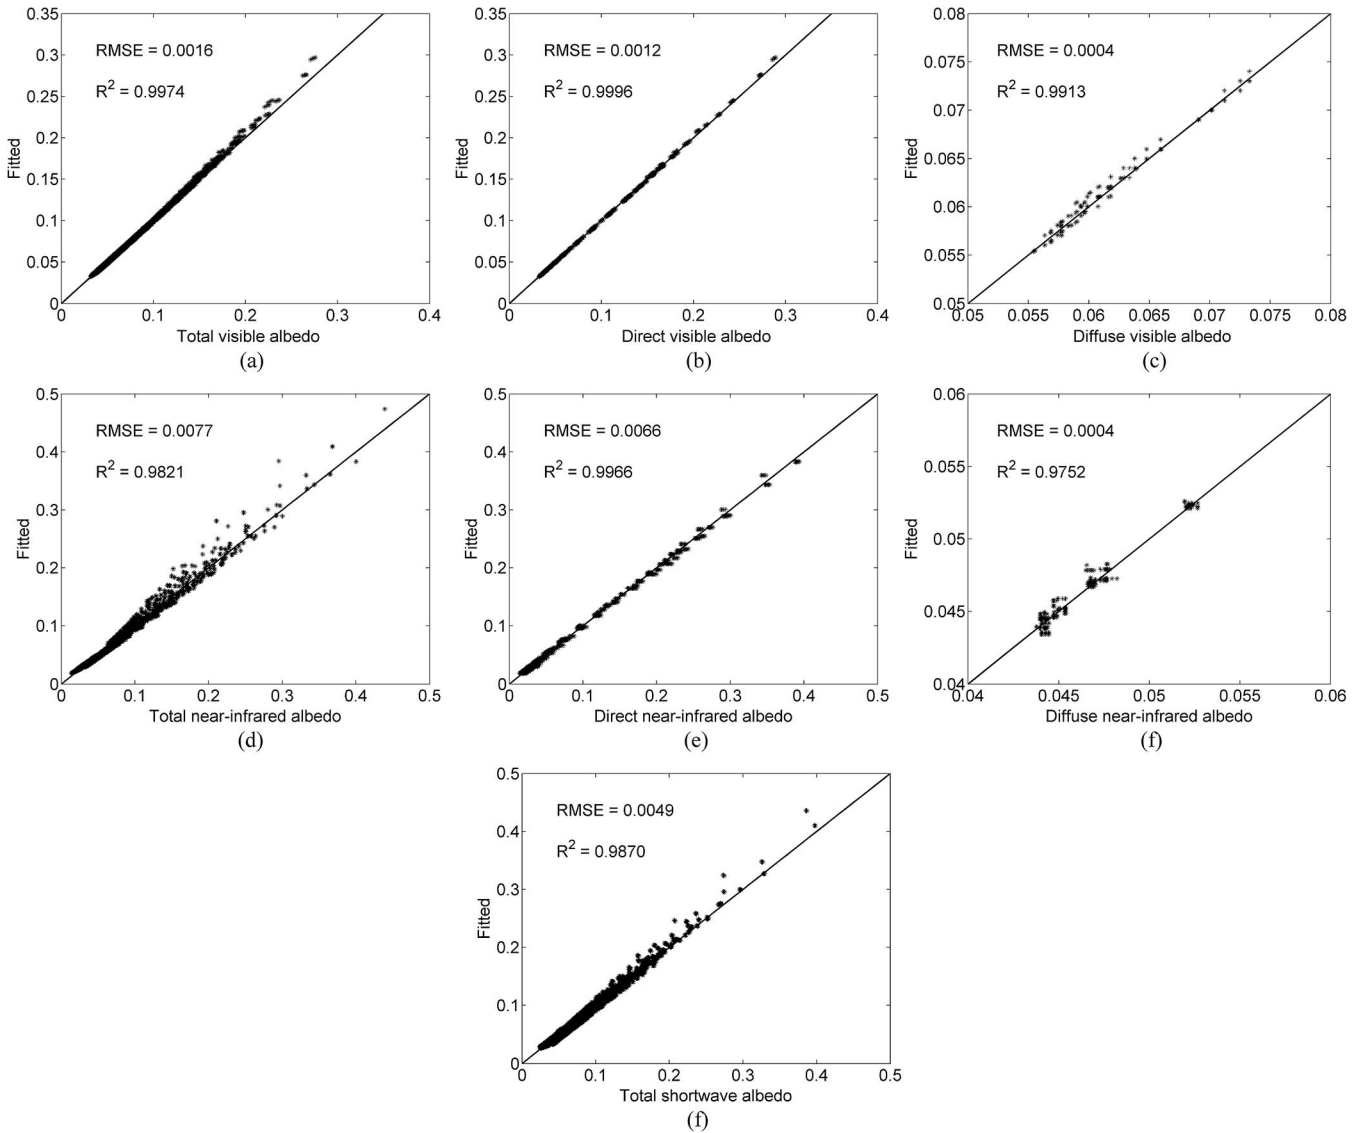 0.35
0.3
0.25
0.2
0.15
0.1
0.05
0
Fitted
RMSE = 0.0016
R² = 0.9974
0 0.1 0.2 0.3 0.4
Total visible albedo
(a)
0.35
0.3
0.25
0.2
0.15
0.1
0.05
0
Fitted
RMSE = 0.0012
R² = 0.9996
0 0.1 0.2 0.3 0.4
Direct visible albedo
(b)
0.08
0.075
0.07
0.065
0.06
0.055
0.05
Fitted
RMSE = 0.0004
R² = 0.9913
0.05 0.055 0.06 0.065 0.07 0.075 0.08
Diffuse visible albedo
(c)
0.5
0.4
0.3
0.2
0.1
0
Fitted
RMSE = 0.0077
R² = 0.9821
0 0.1 0.2 0.3 0.4 0.5
Total near-infrared albedo
(d)
0.5
0.4
0.3
0.2
0.1
0
Fitted
RMSE = 0.0066
R² = 0.9966
0 0.1 0.2 0.3 0.4 0.5
Direct near-infrared albedo
(e)
0.06
0.055
0.05
0.045
0.04
Fitted
RMSE = 0.0004
R² = 0.9752
0.04 0.045 0.05 0.055 0.06
Diffuse near-infrared albedo
(f)
0.5
0.4
0.3
0.2
0.1
0
Fitted
RMSE = 0.0049
R² = 0.9870
0 0.1 0.2 0.3 0.4 0.5
Total shortwave albedo
(f)